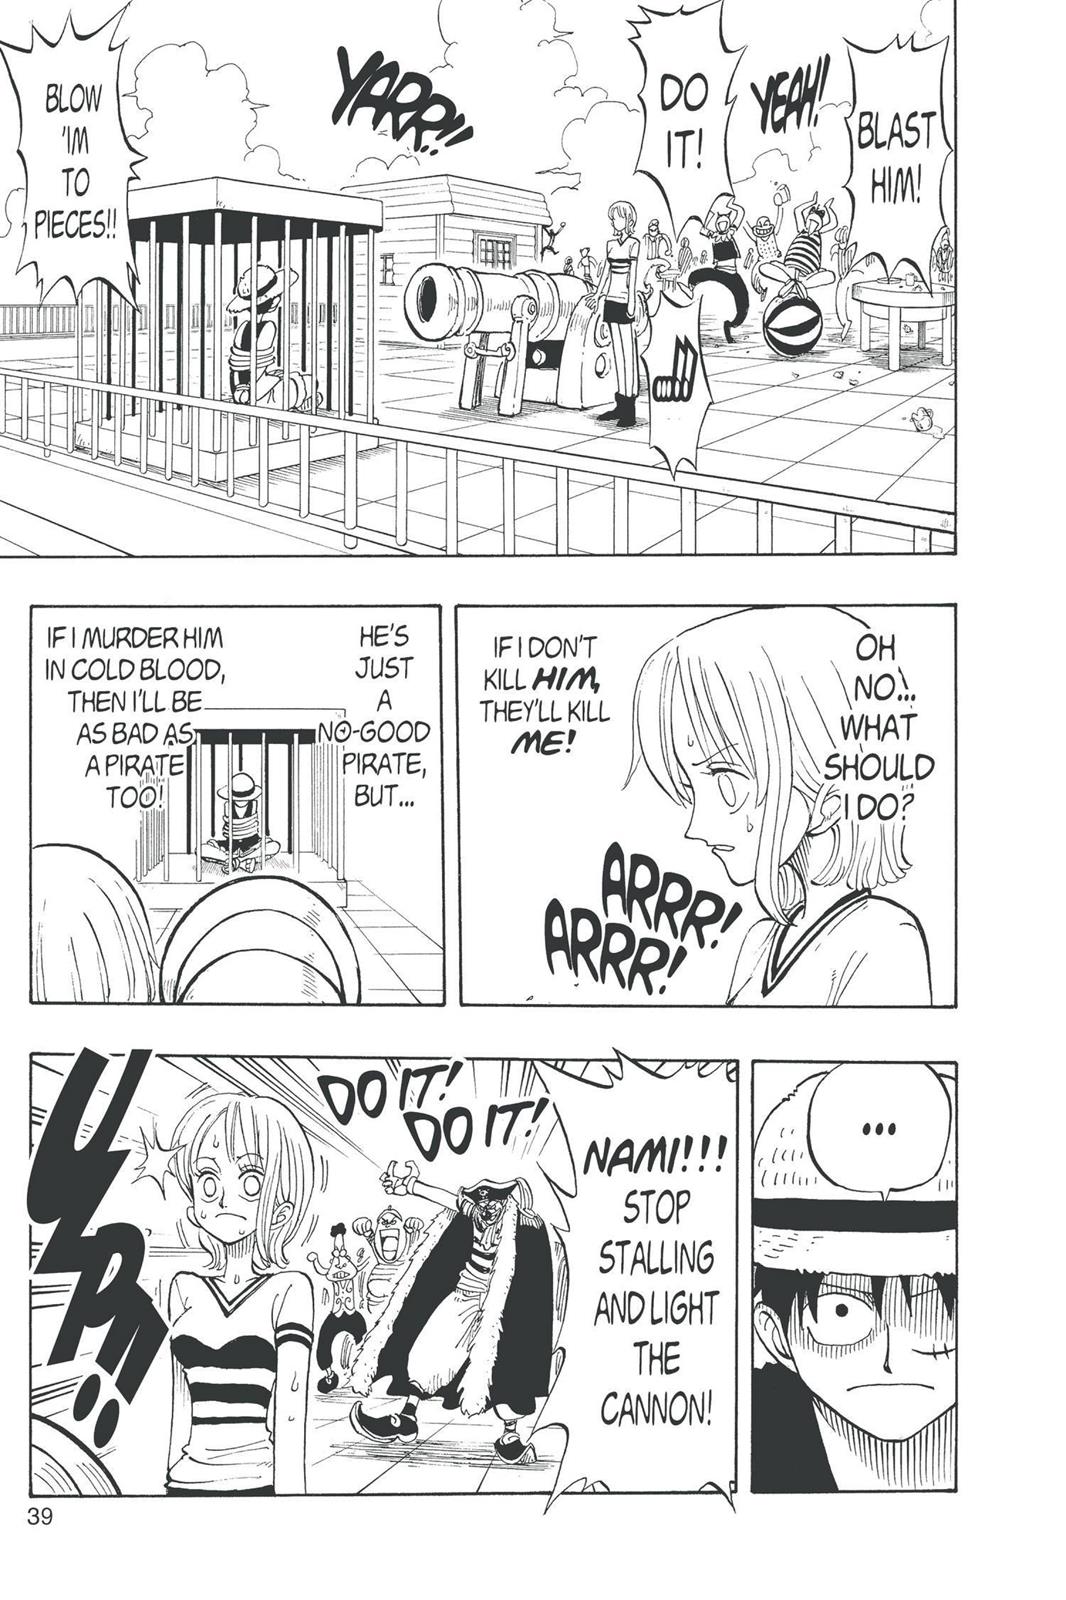 BLAST
HIM!
YEAH!
DO
IT!
YARR!!
BLOW
'IM
TO
PIECES!!
OH
NO...
WHAT
SHOULD
I DO?
IF I DON'T
KILL HIM,
THEY'LL KILL
ME!
ARRR!
ARRR!
HE'S
JUST
A
NO-GOOD
PIRATE,
BUT...
IF I MURDER HIM
IN COLD BLOOD,
THEN I'LL BE
AS BAD AS
A PIRATE
TOO!
...
NAMI!!!
STOP
STALLING
AND LIGHT
THE
CANNON!
DO IT!
DO IT!
ULP!!
39